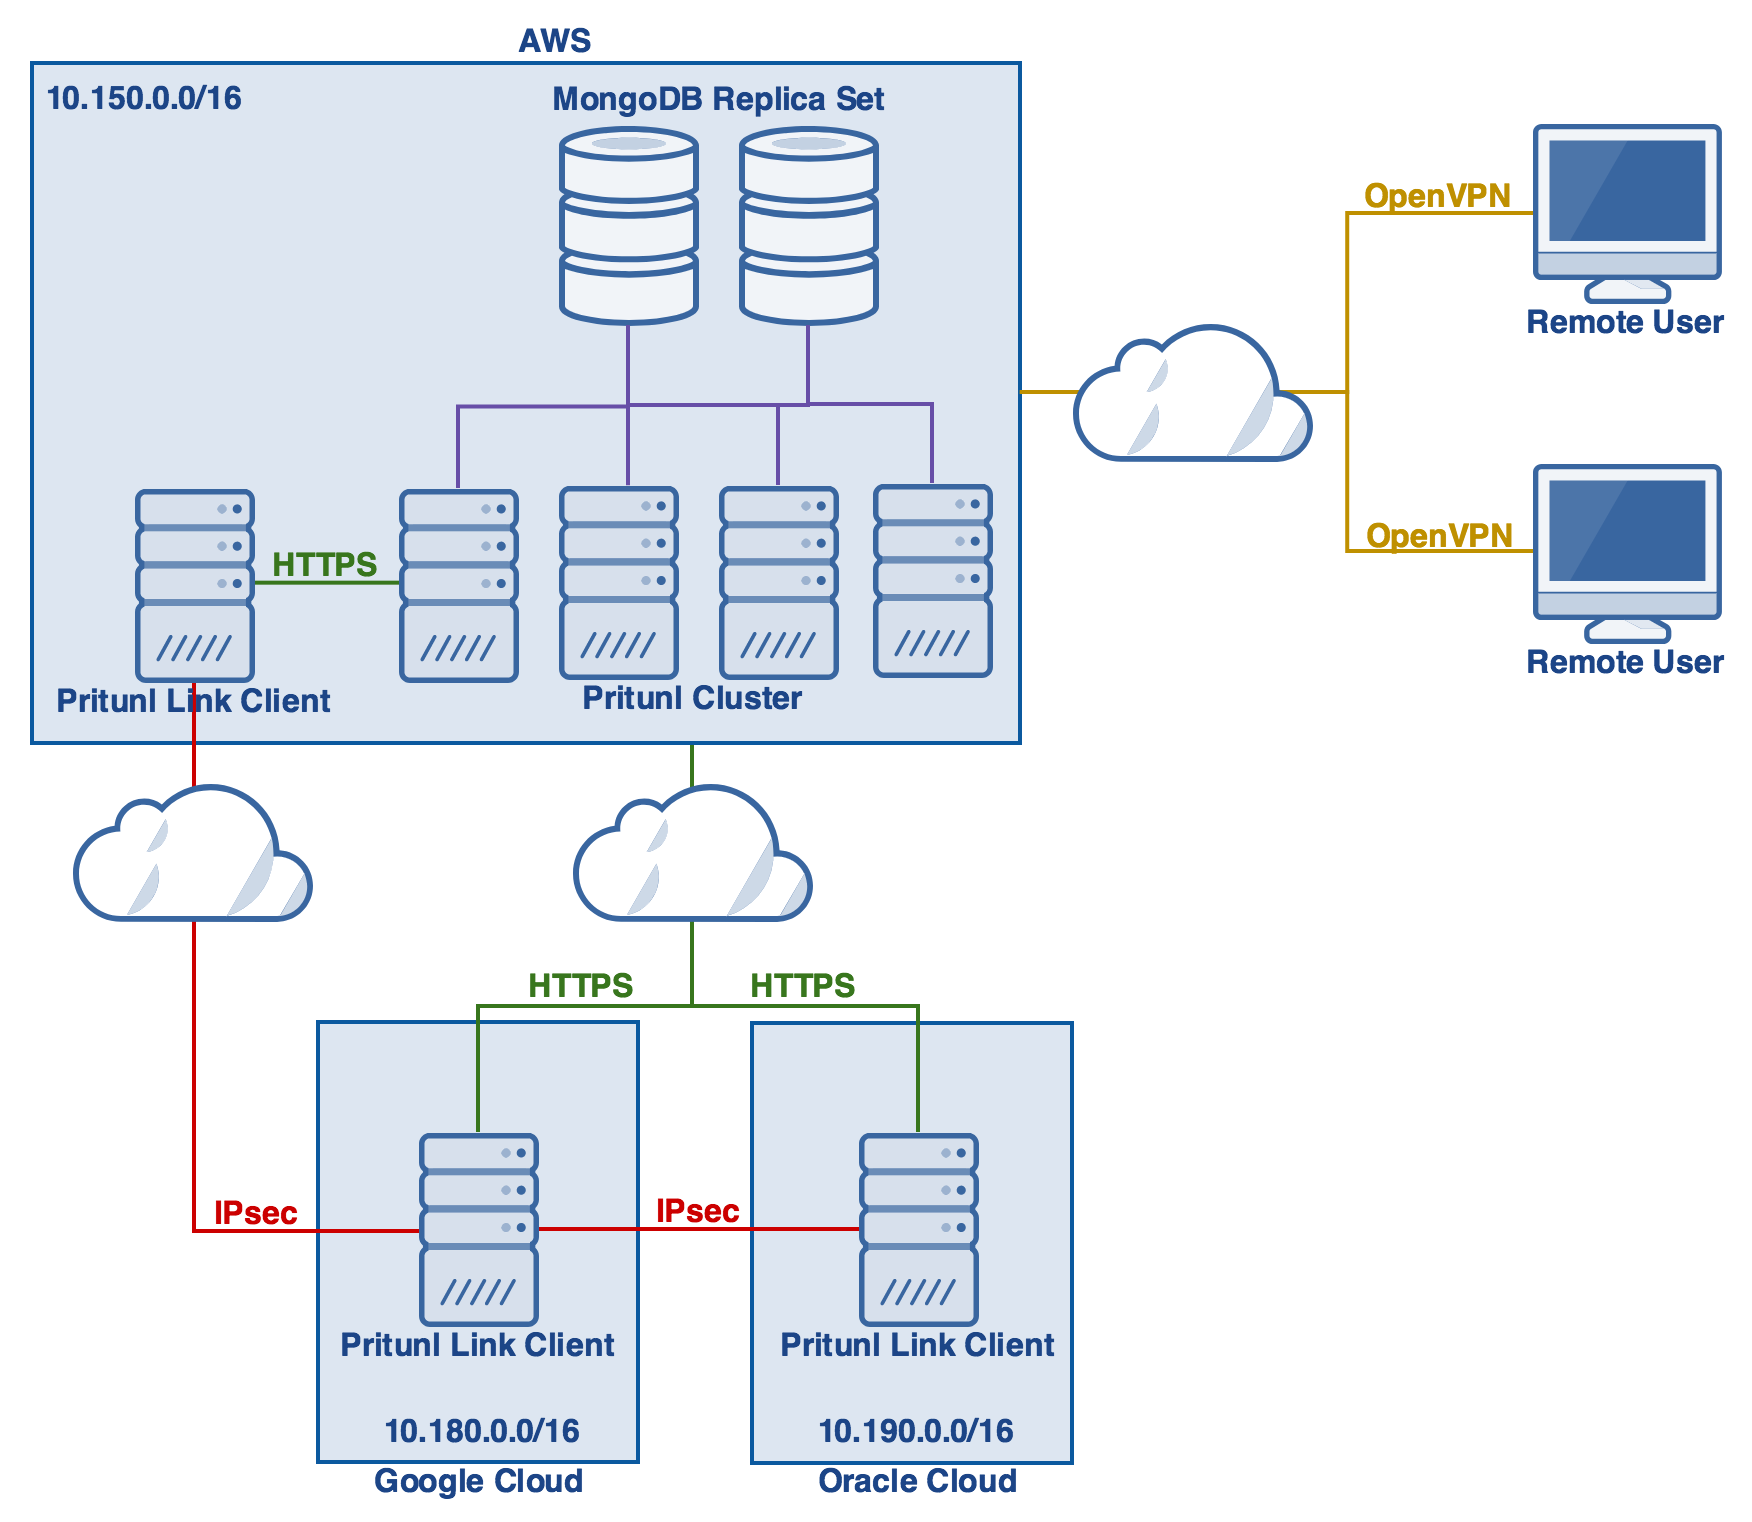 AWS
10.150.0.0/16
MongoDB Replica Set
OpenVPN
Remote User
OpenVPN
Remote User
HTTPS
Pritunl Link Client
Pritunl Cluster
HTTPS
HTTPS
IPsec
IPsec
Pritunl Link Client
Pritunl Link Client
10.180.0.0/16
10.190.0.0/16
Google Cloud
Oracle Cloud